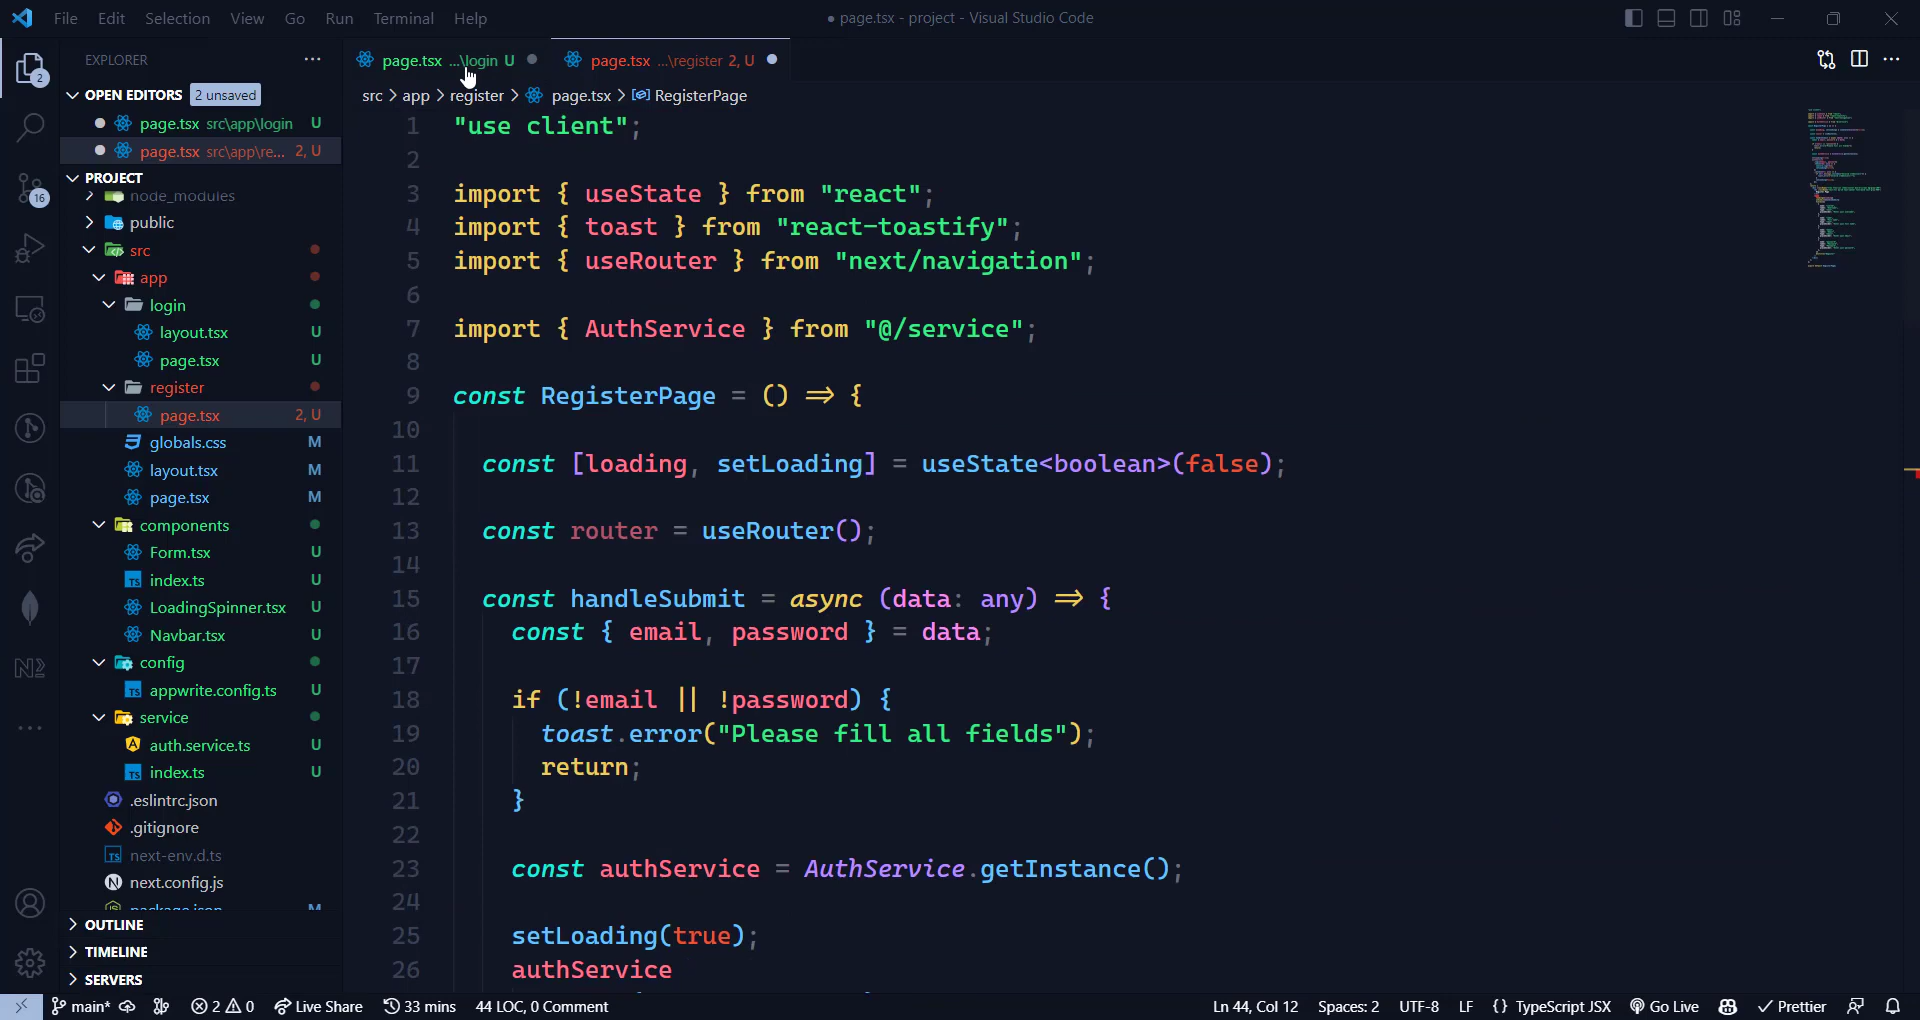 File Edit Selection View Go Run Terminal Help
● page.tsx - project - Visual Studio Code
EXPLORER
page.tsx ...\login U
page.tsx ...\register 2, U
OPEN EDITORS 2 unsaved
page.tsx src\app\login U
page.tsx src\app\re... 2, U
PROJECT
node_modules
public
src
app
login
layout.tsx U
page.tsx U
register
page.tsx 2, U
globals.css M
layout.tsx M
page.tsx M
components
Form.tsx U
index.ts U
LoadingSpinner.tsx U
Navbar.tsx U
config
appwrite.config.ts U
service
auth.service.ts U
index.ts U
.eslintrc.json
.gitignore
next-env.d.ts
next.config.js
package.json M
OUTLINE
TIMELINE
SERVERS
2
16
src > app > register > page.tsx > RegisterPage
1 "use client";
2
3 import { useState } from "react";
4 import { toast } from "react-toastify";
5 import { useRouter } from "next/navigation";
6
7 import { AuthService } from "@/service";
8
9 const RegisterPage = () => {
10
11 const [loading, setLoading] = useState<boolean>(false);
12
13 const router = useRouter();
14
15 const handleSubmit = async (data: any) => {
16 const { email, password } = data;
17
18 if (!email || !password) {
19 toast.error("Please fill all fields");
20 return;
21 }
22
23 const authService = AuthService.getInstance();
24
25 setLoading(true);
26 authService
main* 2 0 Live Share 33 mins 44 LOC, 0 Comment
Ln 44, Col 12 Spaces: 2 UTF-8 LF {} TypeScript JSX Go Live Prettier